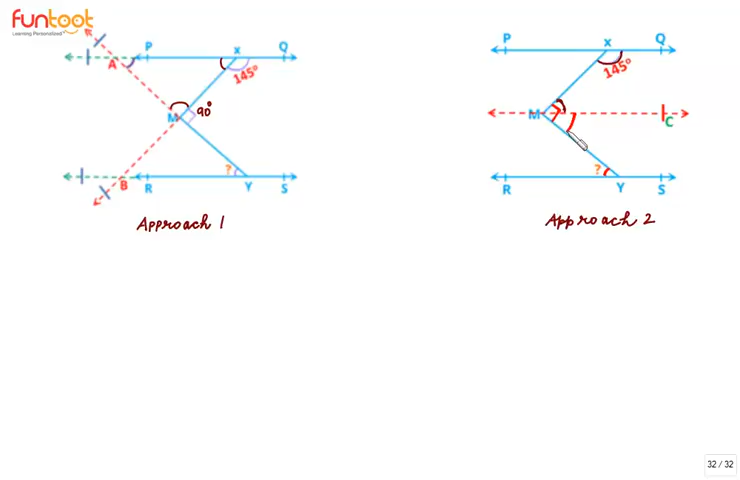 funtoot
Learning Personalized
P X Q
A 145°
M 90°
?
B R Y S
Approach 1
P X Q
145°
M C
?
R Y S
Approach 2
32 / 32